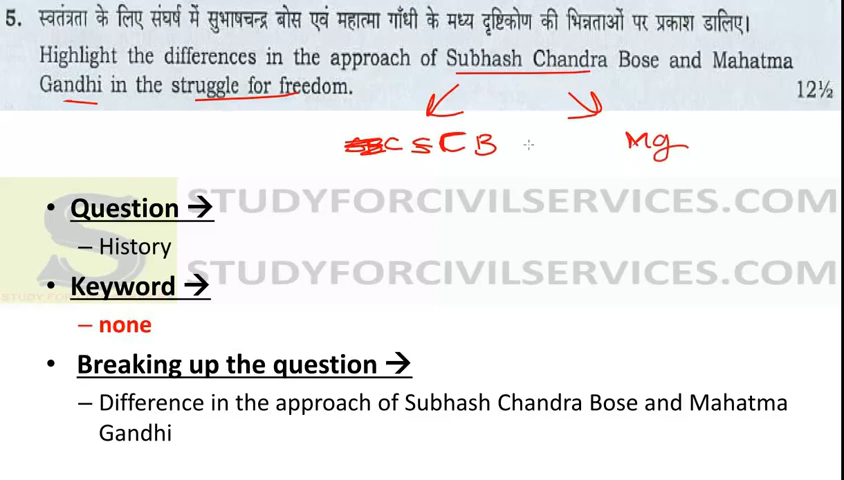 5. स्वतंत्रता के लिए संघर्ष में सुभाषचन्द्र बोस एवं महात्मा गाँधी के मध्य दृष्टिकोण की भिन्नताओं पर प्रकाश डालिए।
Highlight the differences in the approach of Subhash Chandra Bose and Mahatma
Gandhi in the struggle for freedom. 12½
SCB Mg
STUDYFORCIVILSERVICES.COM
• Question →
– History
STUDYFORCIVILSERVICES.COM
• Keyword →
– none
• Breaking up the question →
– Difference in the approach of Subhash Chandra Bose and Mahatma
Gandhi